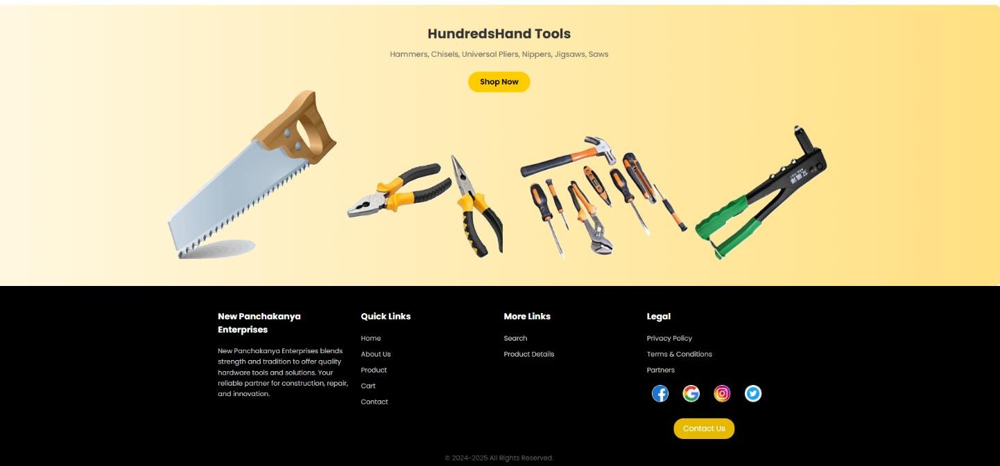 HundredsHand Tools
Hammers, Chisels, Universal Pliers, Nippers, Jigsaws, Saws
Shop Now
New Panchakanya
Enterprises
New Panchakanya Enterprises blends
strength and tradition to offer quality
hardware tools and solutions. Your
reliable partner for construction, repair,
and innovation.
Quick Links
Home
About Us
Product
Cart
Contact
More Links
Search
Product Details
Legal
Privacy Policy
Terms & Conditions
Partners
Contact Us
© 2024-2025 All Rights Reserved.